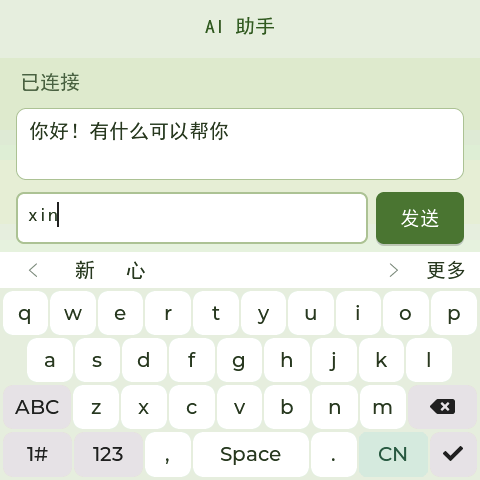 AI 助手
已连接
你好！有什么可以帮你
xin
发送
新 心 更多
q w e r t y u i o p
a s d f g h j k l
ABC z x c v b n m
1# 123 , Space . CN